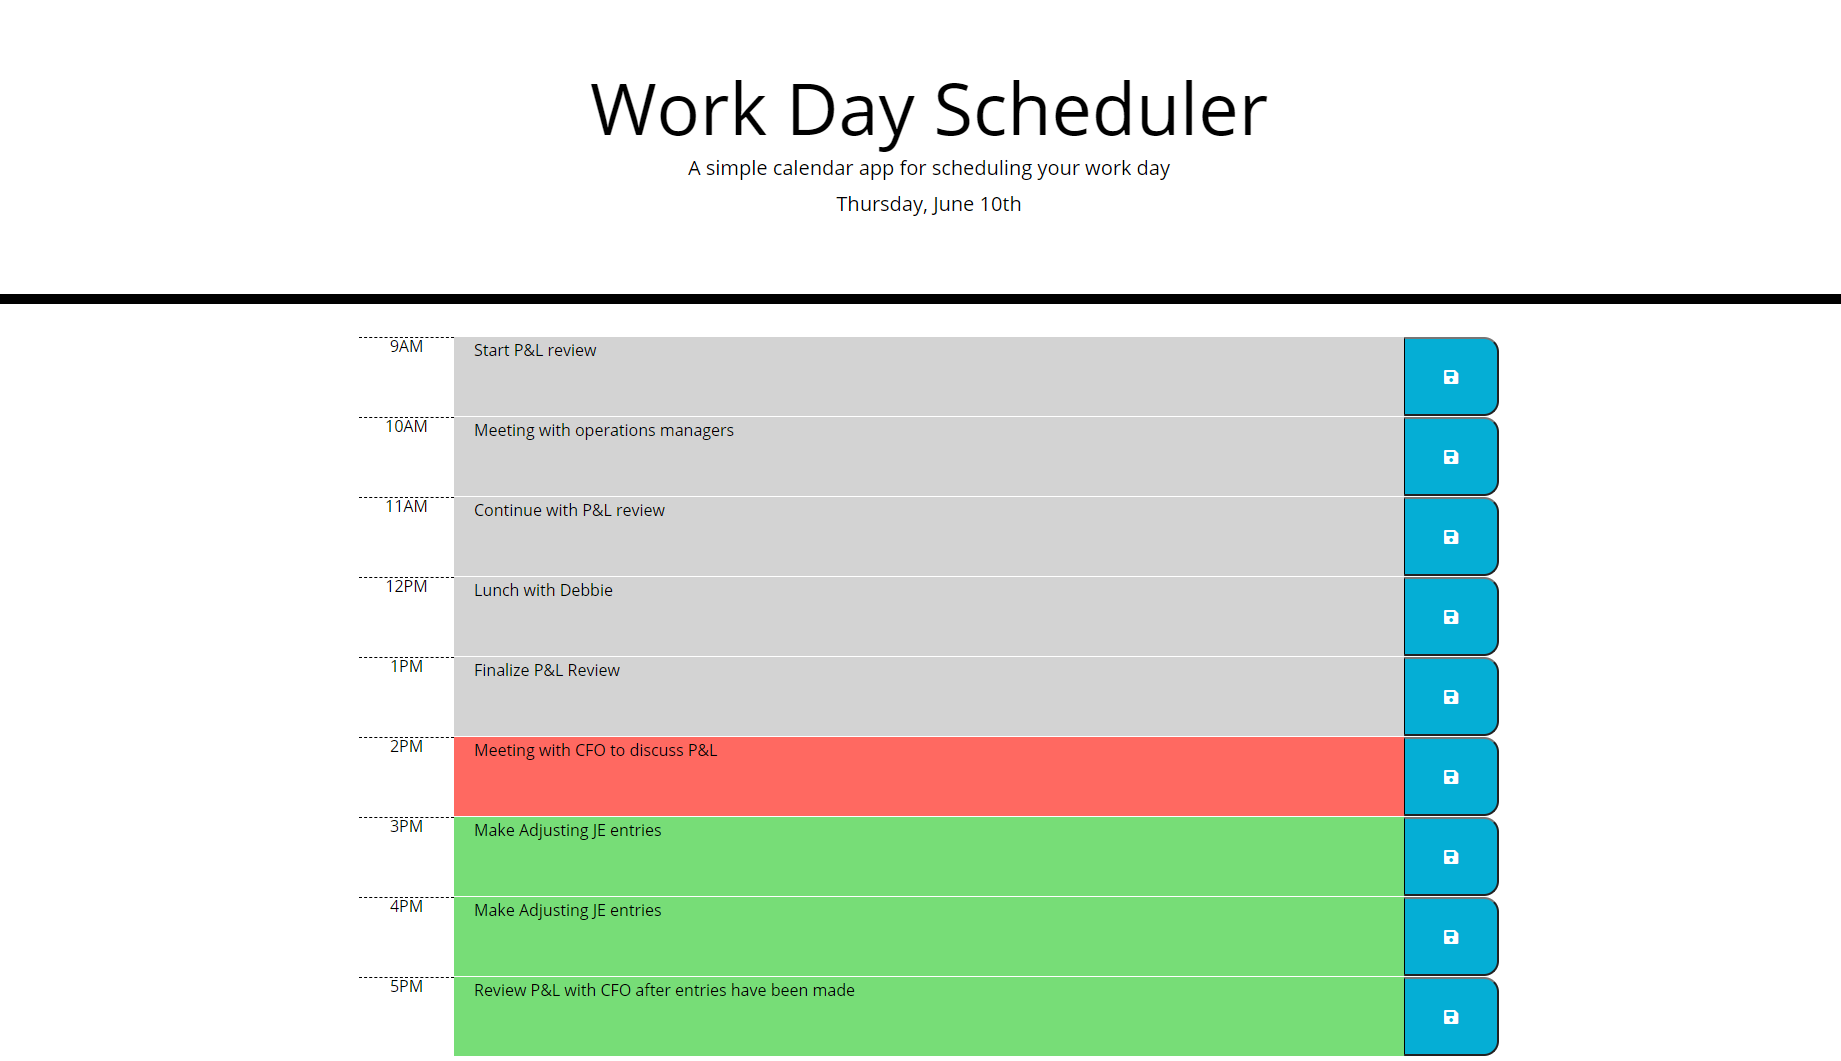 Work Day Scheduler
A simple calendar app for scheduling your work day
Thursday, June 10th
9AM Start P&L review
10AM Meeting with operations managers
11AM Continue with P&L review
12PM Lunch with Debbie
1PM Finalize P&L Review
2PM Meeting with CFO to discuss P&L
3PM Make Adjusting JE entries
4PM Make Adjusting JE entries
5PM Review P&L with CFO after entries have been made